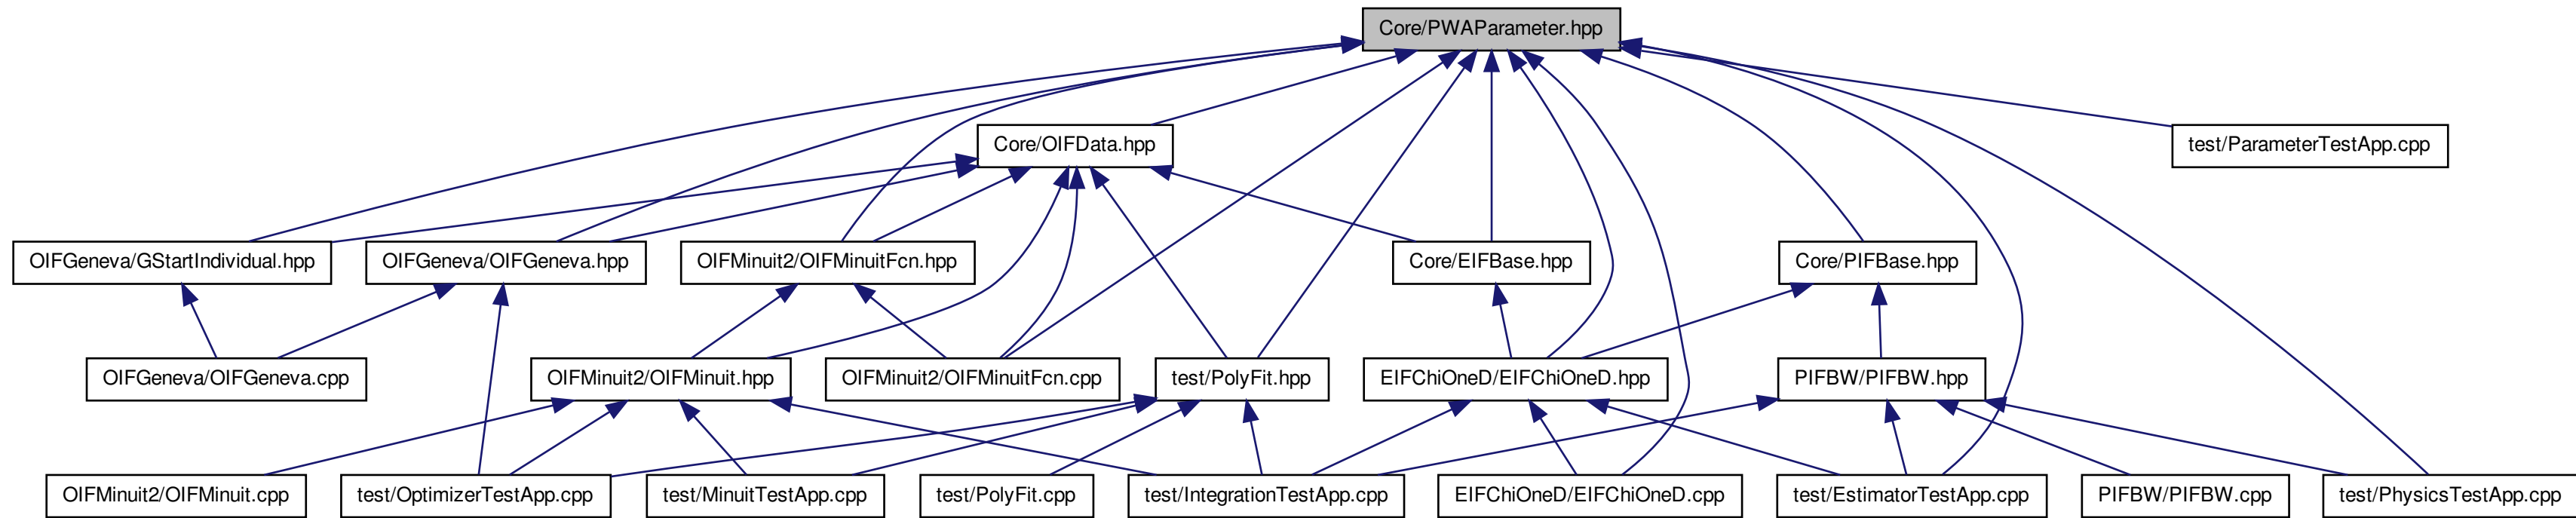 Core/PWAParameter.hpp
Core/OIFData.hpp
test/ParameterTestApp.cpp
OIFGeneva/GStartIndividual.hpp
OIFGeneva/OIFGeneva.hpp
OIFMinuit2/OIFMinuitFcn.hpp
Core/EIFBase.hpp
Core/PIFBase.hpp
OIFGeneva/OIFGeneva.cpp
OIFMinuit2/OIFMinuit.hpp
OIFMinuit2/OIFMinuitFcn.cpp
test/PolyFit.hpp
EIFChiOneD/EIFChiOneD.hpp
PIFBW/PIFBW.hpp
OIFMinuit2/OIFMinuit.cpp
test/OptimizerTestApp.cpp
test/MinuitTestApp.cpp
test/PolyFit.cpp
test/IntegrationTestApp.cpp
EIFChiOneD/EIFChiOneD.cpp
test/EstimatorTestApp.cpp
PIFBW/PIFBW.cpp
test/PhysicsTestApp.cpp